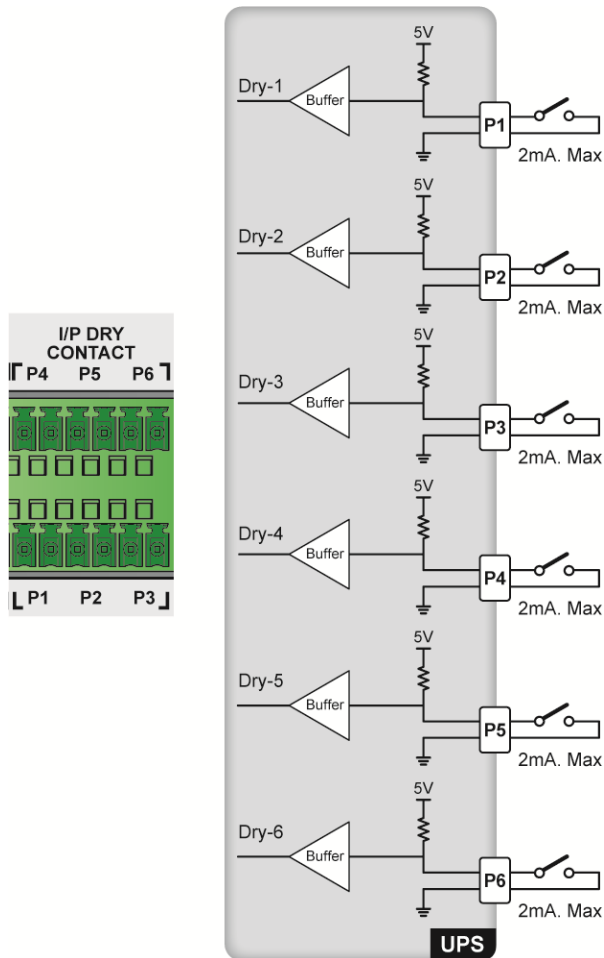 I/P DRY
CONTACT
P4 P5 P6
P1 P2 P3
5V
Dry-1
Buffer
P1
2mA. Max
5V
Dry-2
Buffer
P2
2mA. Max
5V
Dry-3
Buffer
P3
2mA. Max
5V
Dry-4
Buffer
P4
2mA. Max
5V
Dry-5
Buffer
P5
2mA. Max
5V
Dry-6
Buffer
P6
2mA. Max
UPS